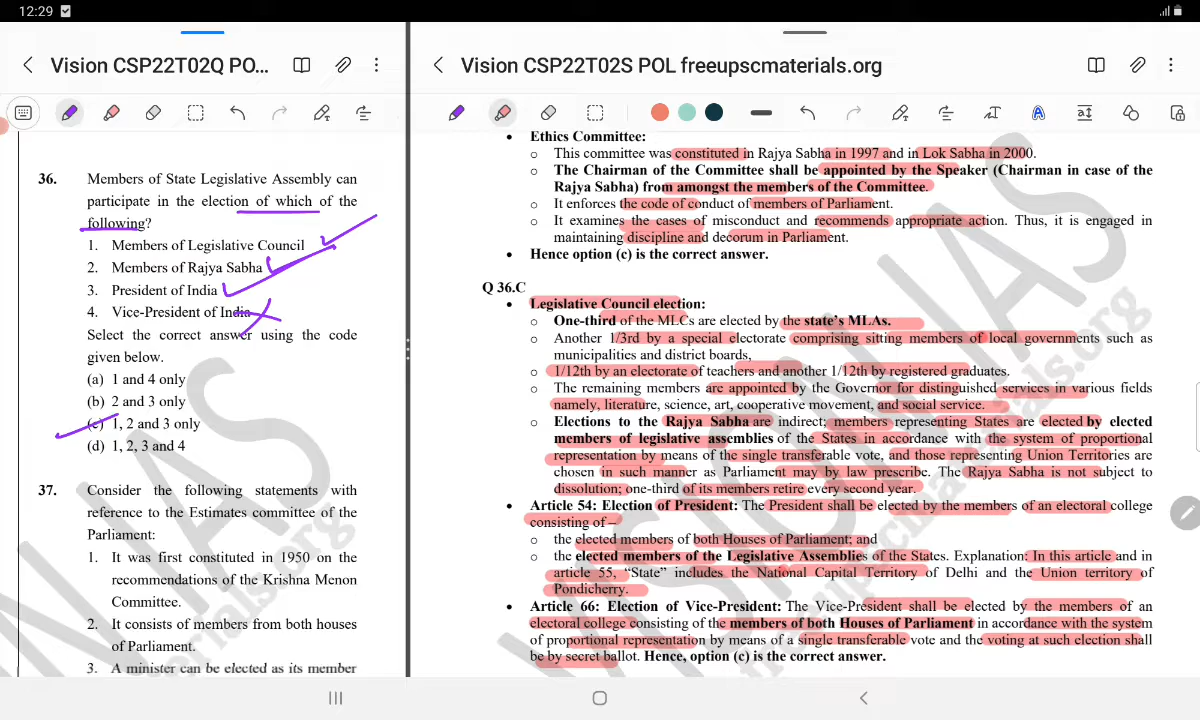 12:29
Vision CSP22T02Q PO...
36. Members of State Legislative Assembly can
participate in the election of which of the
following?
1. Members of Legislative Council
2. Members of Rajya Sabha
3. President of India
4. Vice-President of India
Select the correct answer using the code
given below.
(a) 1 and 4 only
(b) 2 and 3 only
(c) 1, 2 and 3 only
(d) 1, 2, 3 and 4
37. Consider the following statements with
reference to the Estimates committee of the
Parliament:
1. It was first constituted in 1950 on the
recommendations of the Krishna Menon
Committee.
2. It consists of members from both houses
of Parliament.
3. A minister can be elected as its member
Vision CSP22T02S POL freeupscmaterials.org
• Ethics Committee:
o This committee was constituted in Rajya Sabha in 1997 and in Lok Sabha in 2000.
o The Chairman of the Committee shall be appointed by the Speaker (Chairman in case of the
Rajya Sabha) from amongst the members of the Committee.
o It enforces the code of conduct of members of Parliament.
o It examines the cases of misconduct and recommends appropriate action. Thus, it is engaged in
maintaining discipline and decorum in Parliament.
• Hence option (c) is the correct answer.
Q 36.C
• Legislative Council election:
o One-third of the MLCs are elected by the state's MLAs.
o Another 1/3rd by a special electorate comprising sitting members of local governments such as
municipalities and district boards,
o 1/12th by an electorate of teachers and another 1/12th by registered graduates.
o The remaining members are appointed by the Governor for distinguished services in various fields
namely, literature, science, art, cooperative movement, and social service.
o Elections to the Rajya Sabha are indirect; members representing States are elected by elected
members of legislative assemblies of the States in accordance with the system of proportional
representation by means of the single transferable vote, and those representing Union Territories are
chosen in such manner as Parliament may by law prescribe. The Rajya Sabha is not subject to
dissolution; one-third of its members retire every second year.
• Article 54: Election of President: The President shall be elected by the members of an electoral college
consisting of –
o the elected members of both Houses of Parliament; and
o the elected members of the Legislative Assemblies of the States. Explanation: In this article and in
article 55, "State" includes the National Capital Territory of Delhi and the Union territory of
Pondicherry.
• Article 66: Election of Vice-President: The Vice-President shall be elected by the members of an
electoral college consisting of the members of both Houses of Parliament in accordance with the system
of proportional representation by means of a single transferable vote and the voting at such election shall
be by secret ballot. Hence, option (c) is the correct answer.